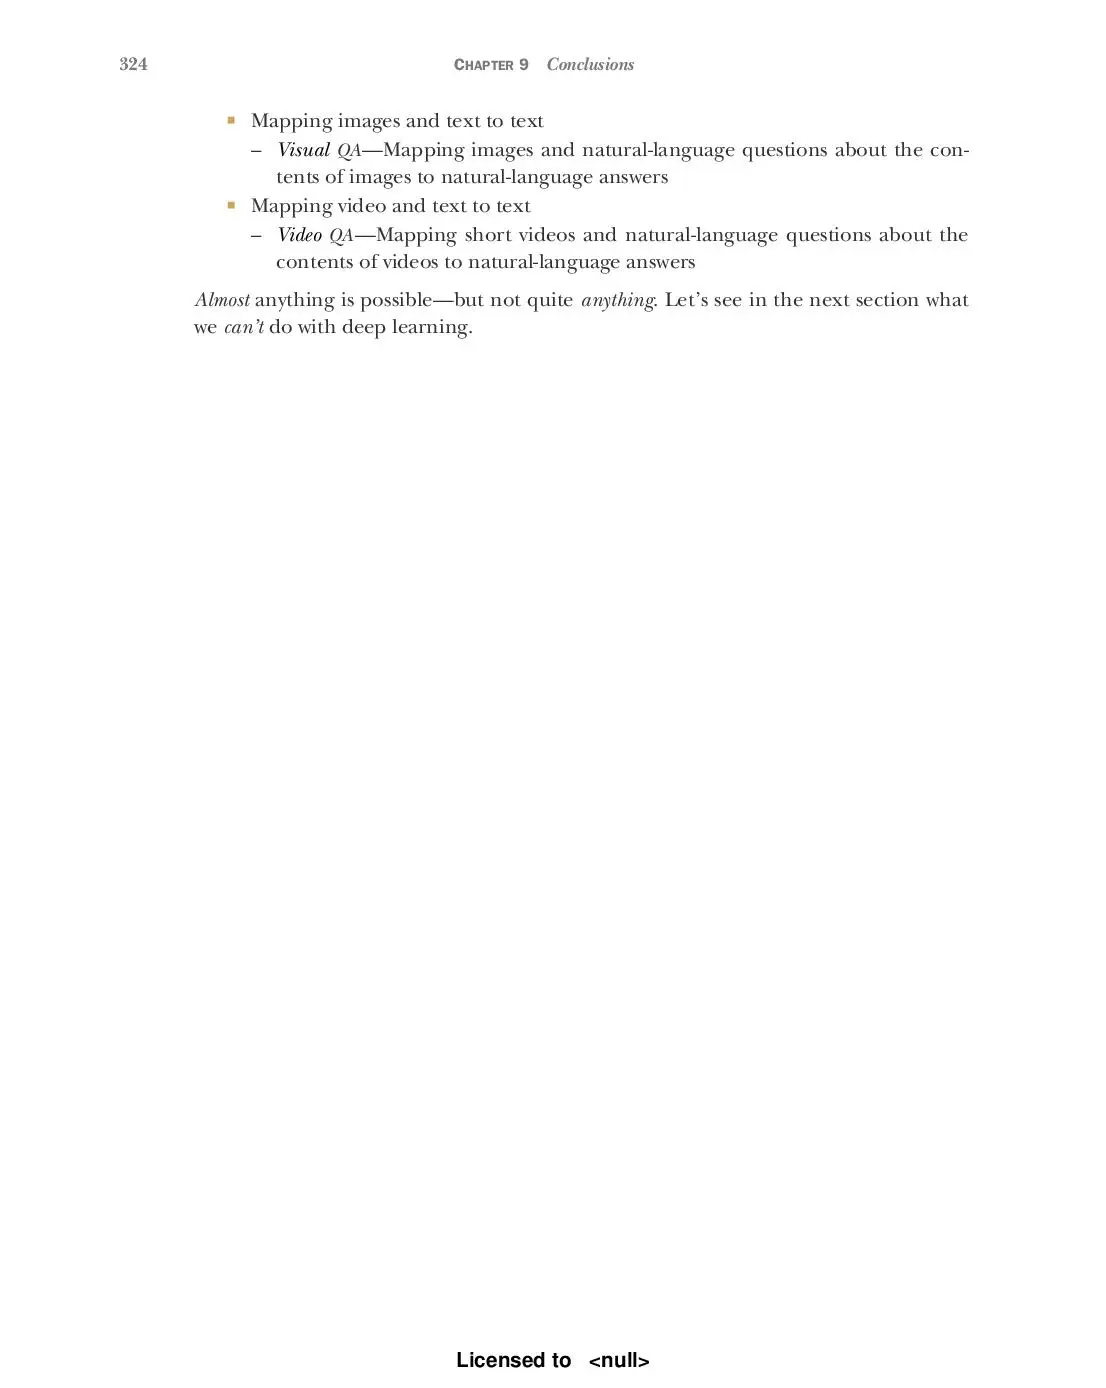 324 CHAPTER 9 Conclusions
▪ Mapping images and text to text
– Visual QA—Mapping images and natural-language questions about the con-
tents of images to natural-language answers
▪ Mapping video and text to text
– Video QA—Mapping short videos and natural-language questions about the
contents of videos to natural-language answers
Almost anything is possible—but not quite anything. Let’s see in the next section what
we can’t do with deep learning.
Licensed to <null>